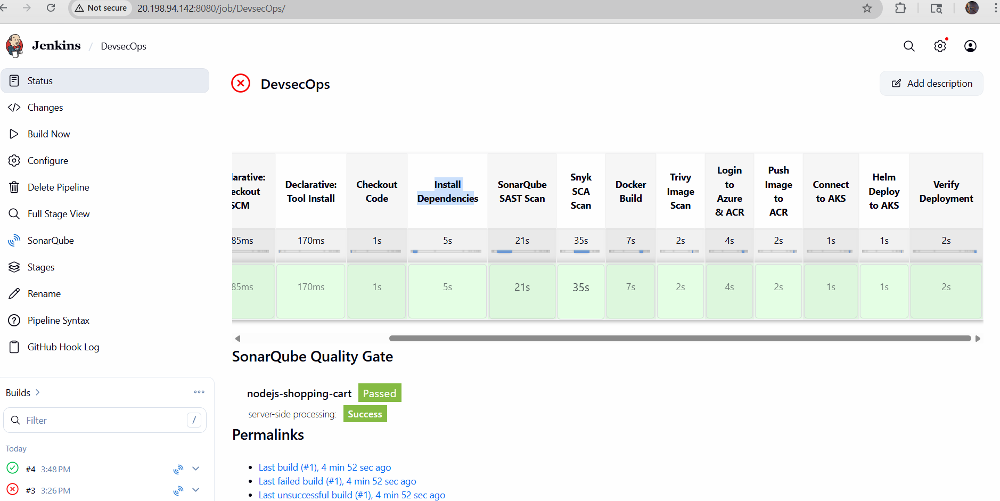 Not secure
20.198.94.142:8080/job/DevsecOps/
Jenkins / DevsecOps
Status
Changes
Build Now
Configure
Delete Pipeline
Full Stage View
SonarQube
Stages
Rename
Pipeline Syntax
GitHub Hook Log
Builds
Filter
/
Today
#4 3:48 PM
#3 3:26 PM
DevsecOps
Add description
larative:
eckout
SCM
Declarative:
Tool Install
Checkout
Code
Install
Dependencies
SonarQube
SAST Scan
Snyk
SCA
Scan
Docker
Build
Trivy
Image
Scan
Login
to
Azure
& ACR
Push
Image
to
ACR
Connect
to AKS
Helm
Deploy
to AKS
Verify
Deployment
85ms 170ms 1s 5s 21s 35s 7s 2s 4s 2s 1s 1s 2s
85ms 170ms 1s 5s 21s 35s 7s 2s 4s 2s 1s 1s 2s
SonarQube Quality Gate
nodejs-shopping-cart Passed
server-side processing: Success
Permalinks
Last build (#1), 4 min 52 sec ago
Last failed build (#1), 4 min 52 sec ago
Last unsuccessful build (#1), 4 min 52 sec ago